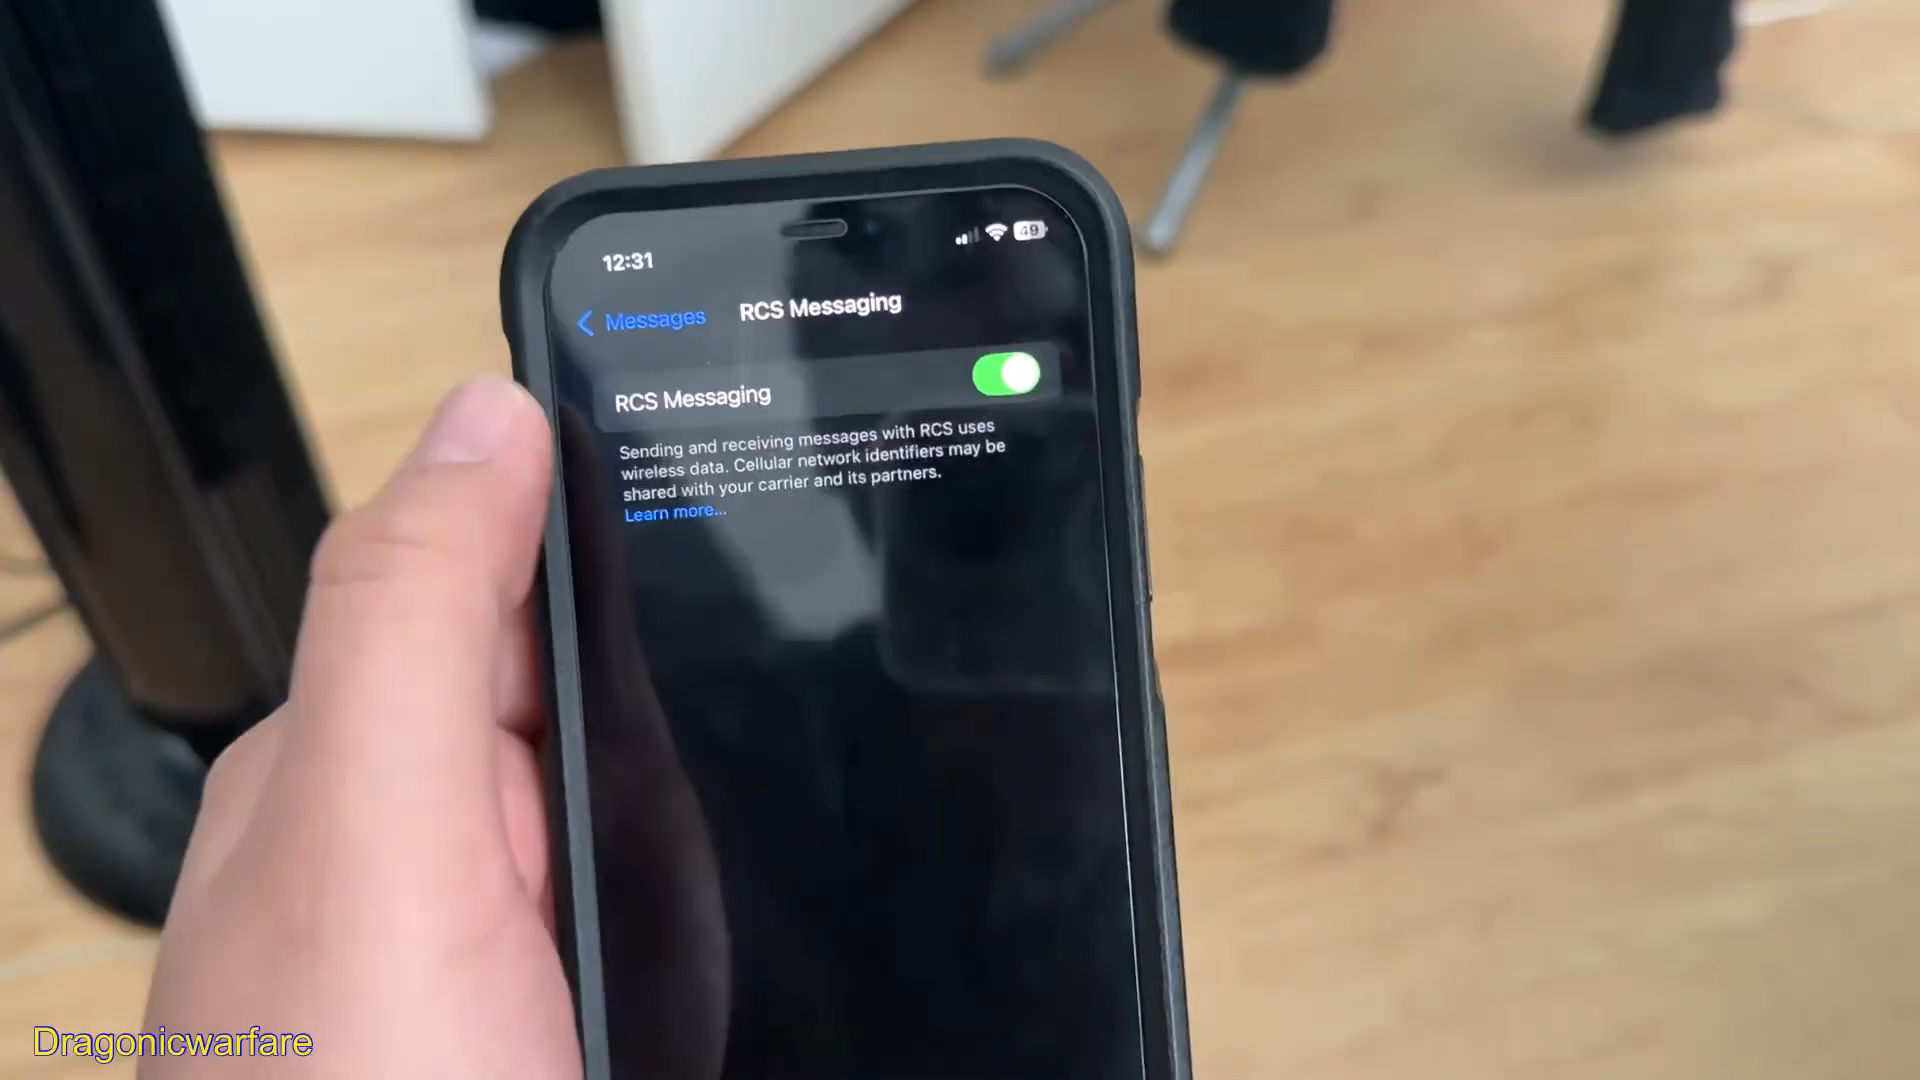 12:31
49
Messages
RCS Messaging
RCS Messaging
Sending and receiving messages with RCS uses
wireless data. Cellular network identifiers may be
shared with your carrier and its partners.
Learn more...
Dragonicwarfare